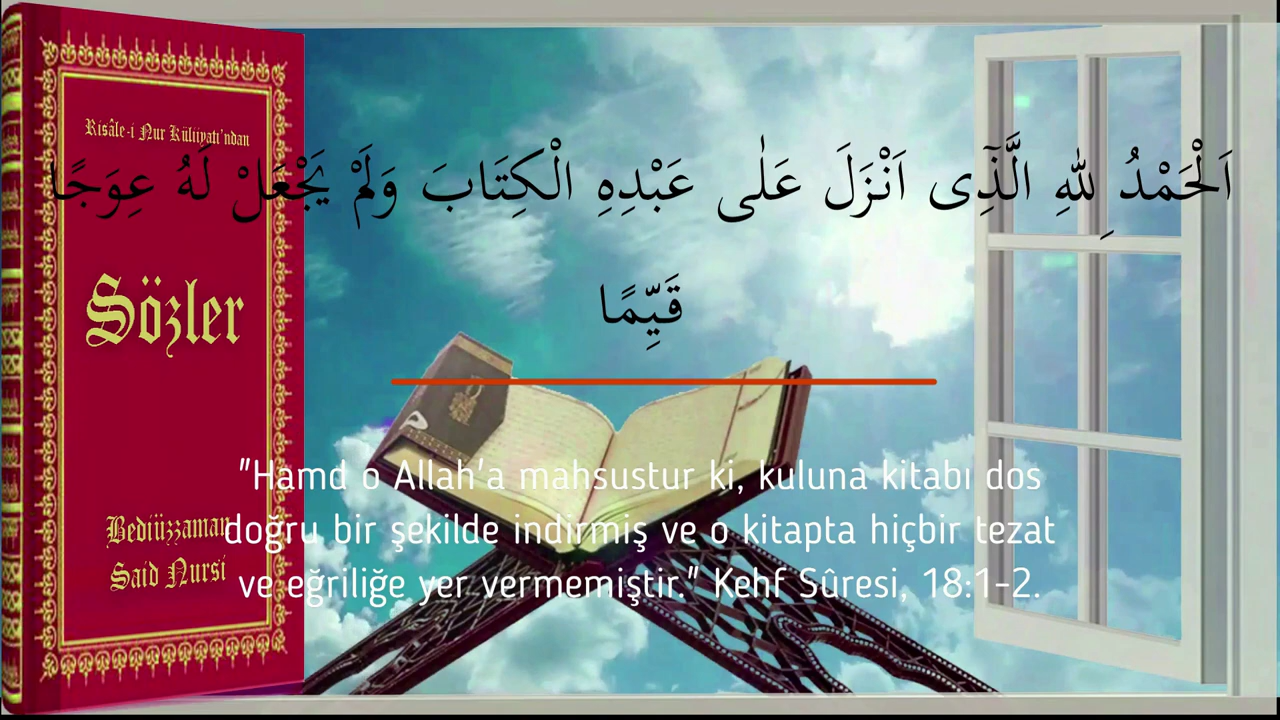 Risâle-i Nur Külliyatı'ndan
Sözler
Bediüzzaman
Said Nursi
اَلْحَمْدُ لِلّٰهِ الَّذِٓى اَنْزَلَ عَلٰى عَبْدِهِ الْكِتَابَ وَلَمْ يَجْعَلْ لَهُ عِوَجًا
قَيِّمًا
"Hamd o Allah'a mahsustur ki, kuluna kitabı dos
doğru bir şekilde indirmiş ve o kitapta hiçbir tezat
ve eğriliğe yer vermemiştir." Kehf Sûresi, 18:1-2.